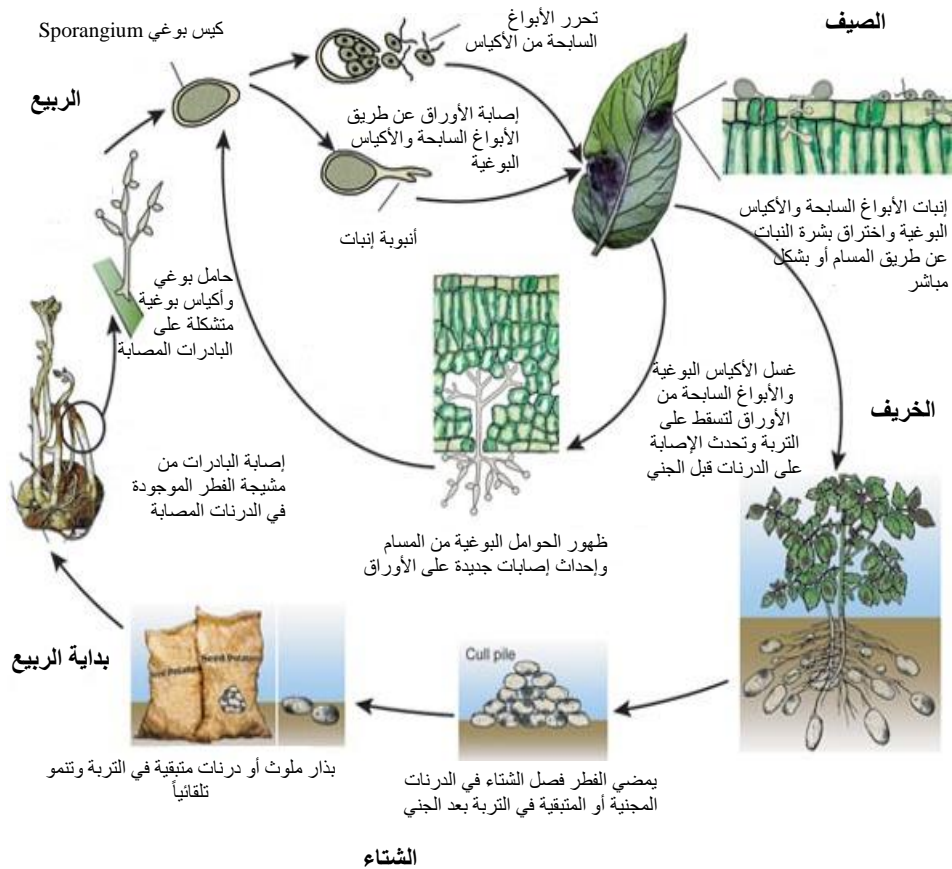 كيس بوغي Sporangium
تحرر الأبواغ
السابحة من الأكياس
الصيف
الربيع
إصابة الأوراق عن طريق
الأبواغ السابحة والأكياس
البوغية
أنبوبة إنبات
إنبات الأبواغ السابحة والأكياس
البوغية واختراق بشرة النبات
عن طريق المسام أو بشكل
مباشر
حامل بوغي
وأكياس بوغية
متشكلة على
البادرات المصابة
غسل الأكياس البوغية
والأبواغ السابحة من
الأوراق لتسقط على
التربة وتحدث الإصابة
على الدرنات قبل الجني
الخريف
إصابة البادرات من
مشيجة الفطر الموجودة
في الدرنات المصابة
ظهور الحوامل البوغية من المسام
وإحداث إصابات جديدة على الأوراق
بداية الربيع
Seed Potato
Cull pile
بذار ملوث أو درنات متبقية في التربة وتنمو
تلقائياً
يمضي الفطر فصل الشتاء في الدرنات
المجنية أو المتبقية في التربة بعد الجني
الشتاء